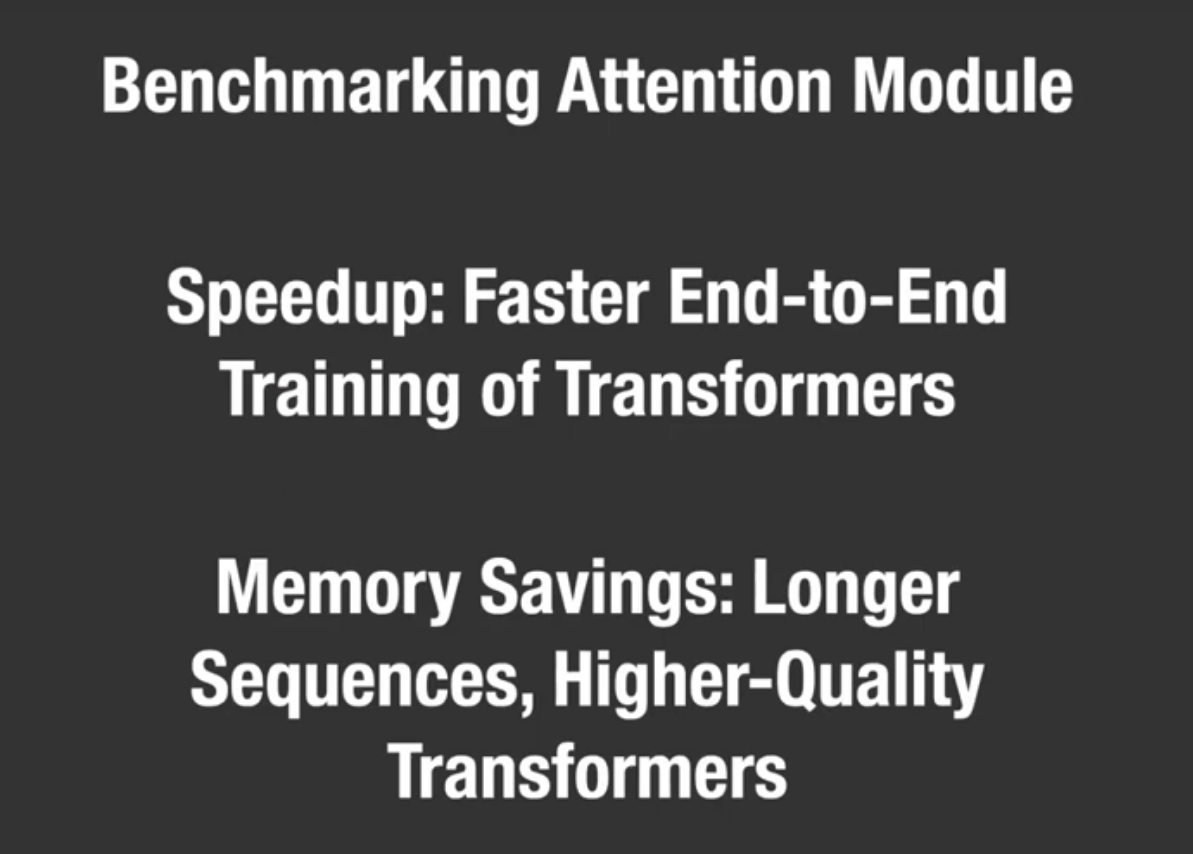 Benchmarking Attention Module
Speedup: Faster End-to-End
Training of Transformers
Memory Savings: Longer
Sequences, Higher-Quality
Transformers